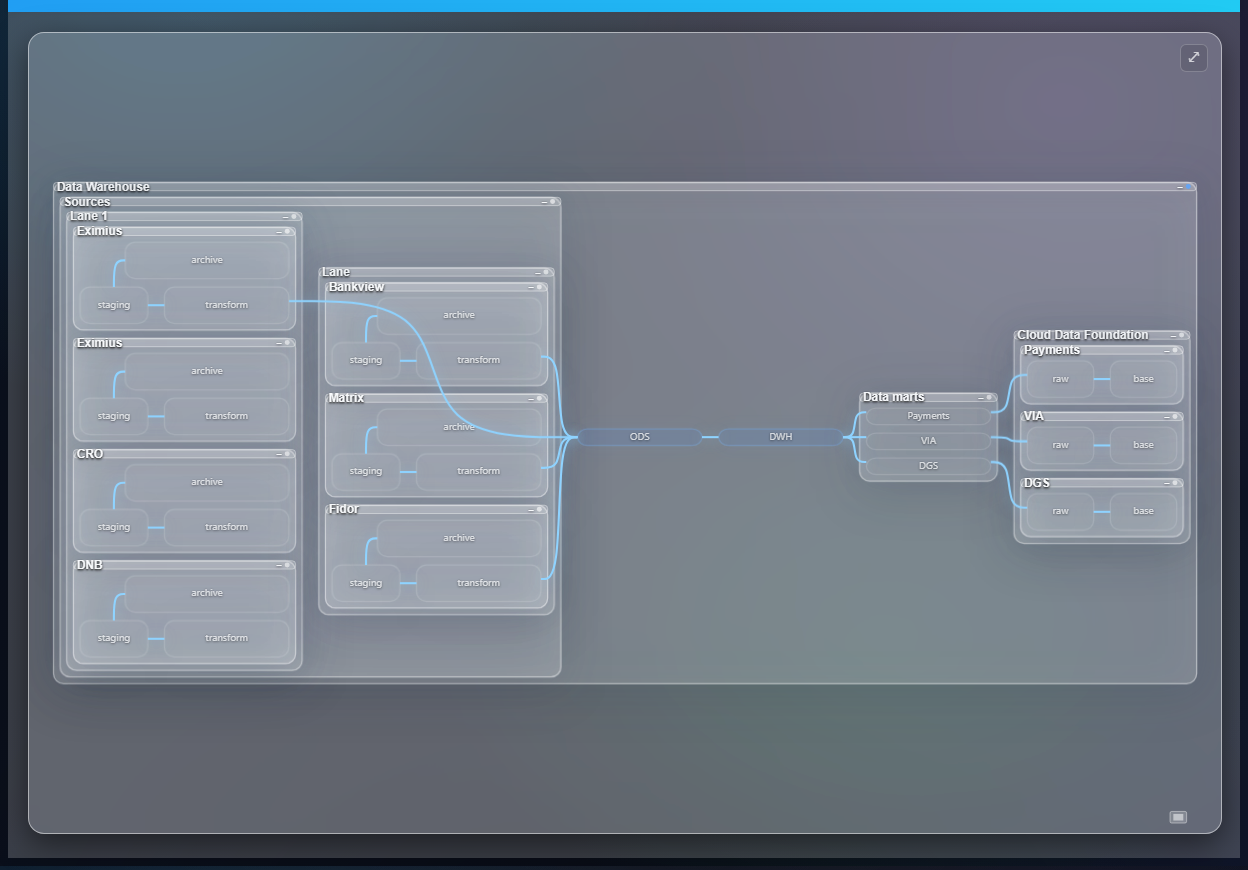 Data Warehouse
Sources
Lane 1
Eximius
archive
staging
transform
Eximius
archive
staging
transform
CRO
archive
staging
transform
DNB
archive
staging
transform
Lane
Bankview
archive
staging
transform
Matrix
archive
staging
transform
Fidor
archive
staging
transform
ODS
DWH
Data marts
Payments
VIA
DGS
Cloud Data Foundation
Payments
raw
base
VIA
raw
base
DGS
raw
base